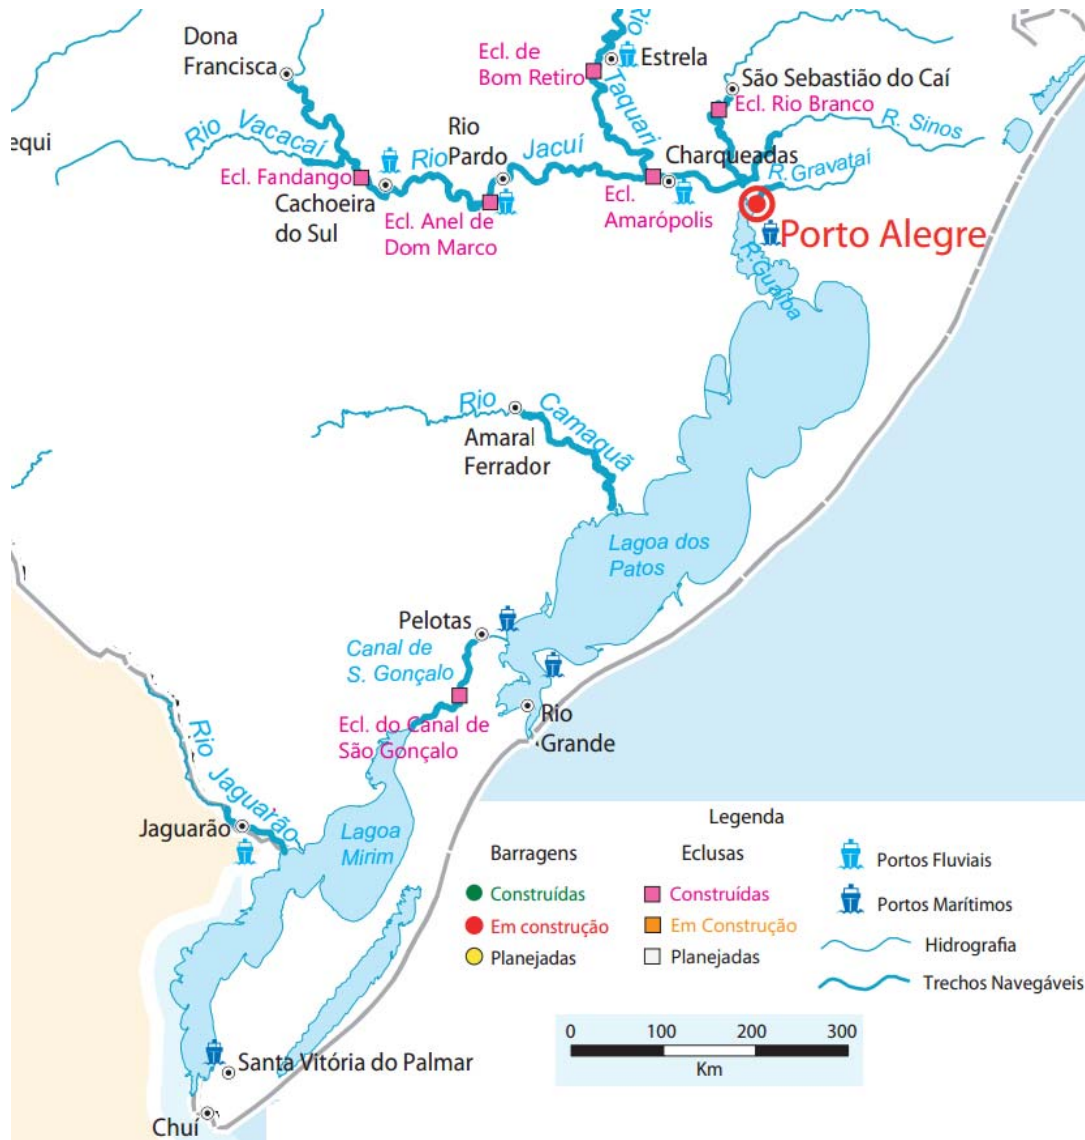 Dona
Francisca
Ecl. de
Bom Retiro
Rio
Taquari
Estrela
São Sebastião do Caí
Ecl. Rio Branco
R. Sinos
equi
Rio Vacacaí
Rio
Pardo
Rio Jacuí
Charqueadas
R. Gravataí
Ecl. Fandango
Cachoeira
do Sul
Ecl. Anel de
Dom Marco
Ecl.
Amarópolis
Porto Alegre
R. Guaíba
Rio Camaquã
Amaral
Ferrador
Lagoa dos
Patos
Pelotas
Canal de
S. Gonçalo
Ecl. do Canal de
São Gonçalo
Rio
Grande
Rio Jaguarão
Jaguarão
Lagoa
Mirim
Santa Vitória do Palmar
Chuí
Legenda
Barragens
Construídas
Em construção
Planejadas
Eclusas
Construídas
Em Construção
Planejadas
Portos Fluviais
Portos Marítimos
Hidrografia
Trechos Navegáveis
0 100 200 300
Km